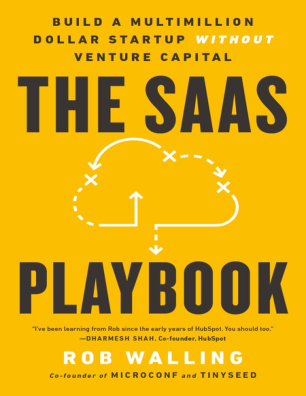 BUILD A MULTIMILLION
DOLLAR STARTUP WITHOUT
VENTURE CAPITAL
THE SAAS
PLAYBOOK
"I've been learning from Rob since the early years of HubSpot. You should too."
—DHARMESH SHAH, Co-founder, HubSpot
ROB WALLING
Co-founder of MICROCONF and TINYSEED